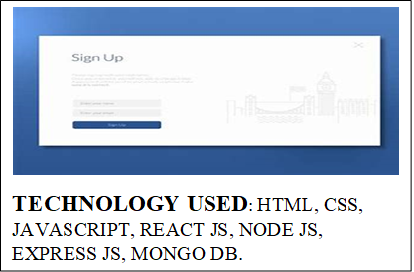 Sign Up
Enter your name
Enter your email
Sign Up
TECHNOLOGY USED: HTML, CSS,
JAVASCRIPT, REACT JS, NODE JS,
EXPRESS JS, MONGO DB.